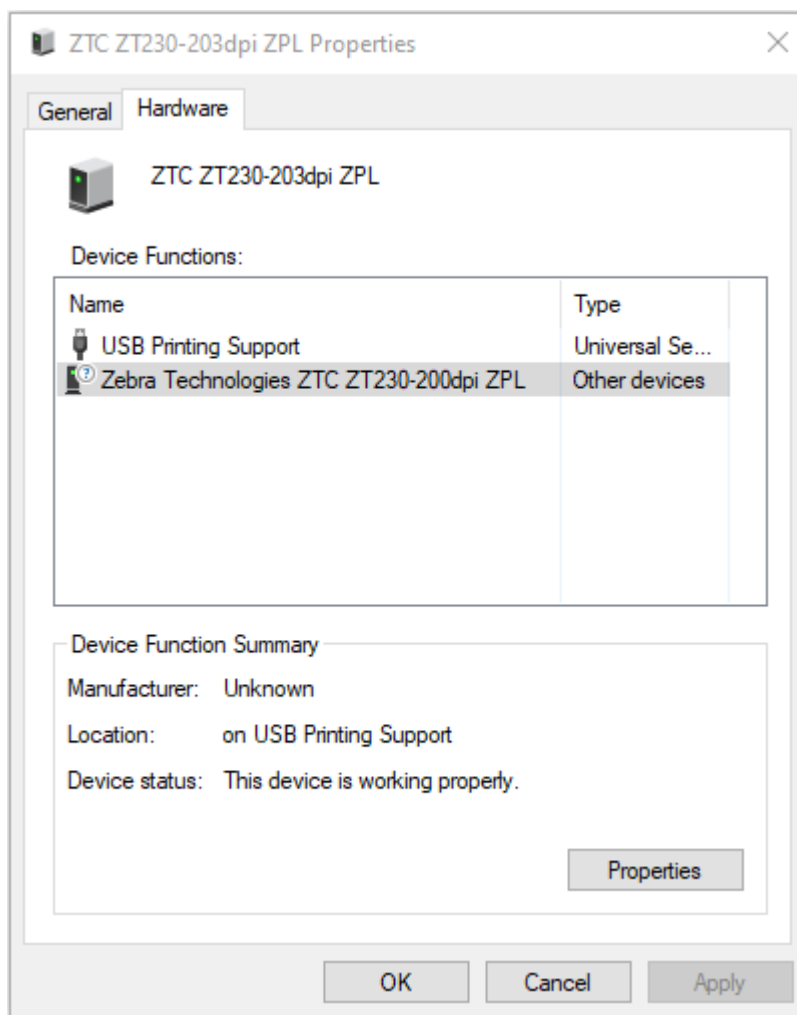 ZTC ZT230-203dpi ZPL Properties
General Hardware
ZTC ZT230-203dpi ZPL
Device Functions:
Name Type
USB Printing Support Universal Se...
Zebra Technologies ZTC ZT230-200dpi ZPL Other devices
Device Function Summary
Manufacturer: Unknown
Location: on USB Printing Support
Device status: This device is working properly.
Properties
OK Cancel Apply